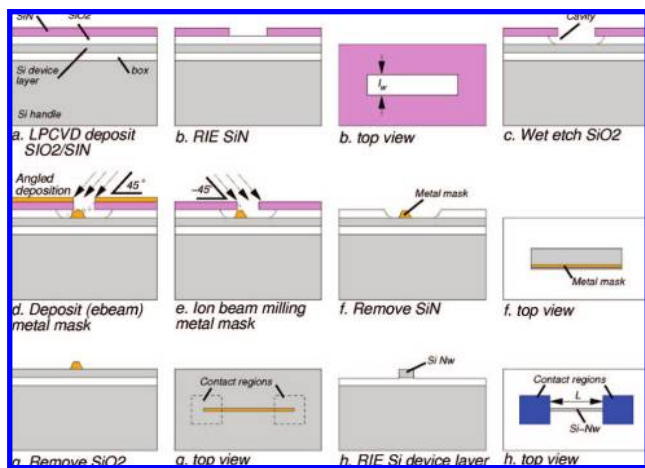 SiN
SiO2
Cavity
Si device
layer
box
Si handle
lw
a. LPCVD deposit
SIO2/SIN
b. RIE SiN
b. top view
c. Wet etch SiO2
Angled
deposition
45°
-45°
Metal mask
Metal mask
d. Deposit (ebeam)
metal mask
e. Ion beam milling
metal mask
f. Remove SiN
f. top view
Contact regions
Si Nw
Contact regions
L
Si-Nw
g. Remove SiO2
g. top view
h. RIE Si device layer
h. top view